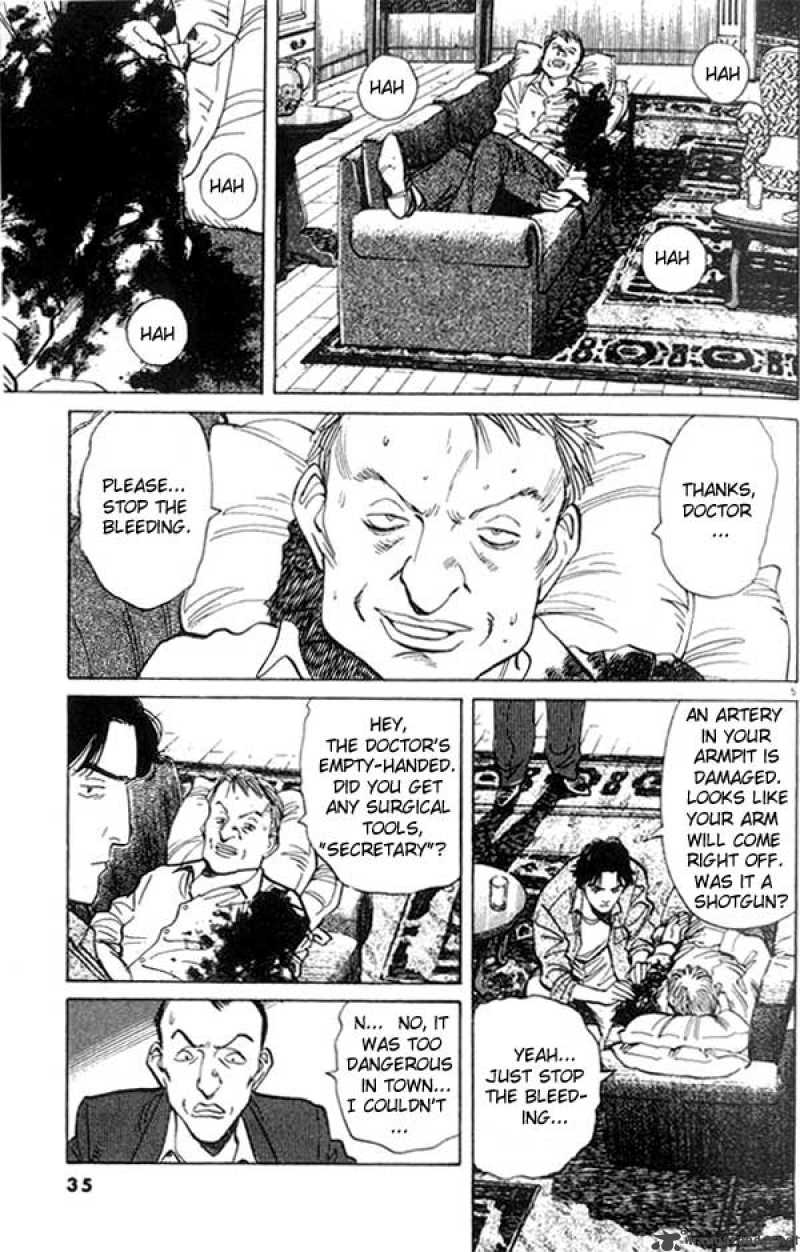 HAH
HAH
HAH
HAH
HAH
THANKS,
DOCTOR
...
PLEASE...
STOP THE
BLEEDING.
AN ARTERY
IN YOUR
ARMPIT IS
DAMAGED.
LOOKS LIKE
YOUR ARM
WILL COME
RIGHT OFF.
WAS IT A
SHOTGUN?
YEAH...
JUST STOP
THE BLEED-
ING...
HEY,
THE DOCTOR'S
EMPTY-HANDED.
DID YOU GET
ANY SURGICAL
TOOLS,
"SECRETARY"?
N... NO, IT
WAS TOO
DANGEROUS
IN TOWN...
I COULDN'T
...
35
5